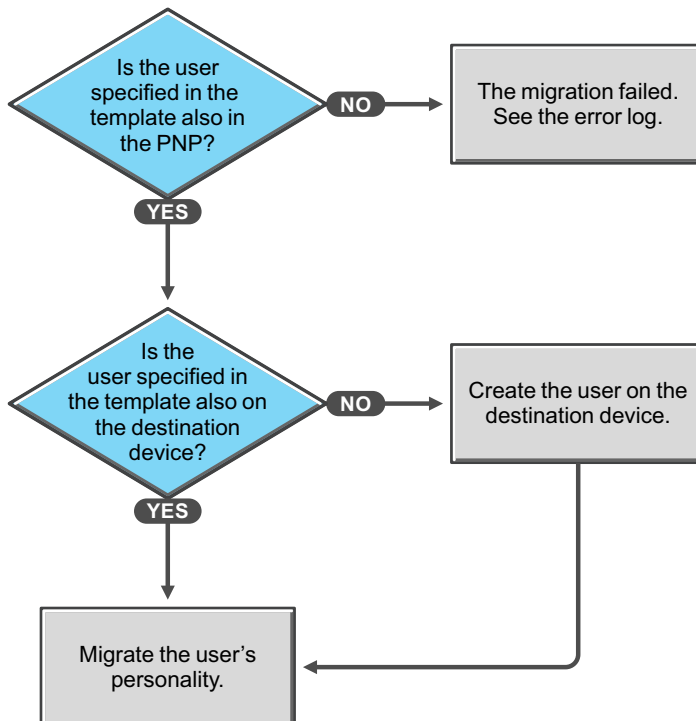 Is the user
specified in the
template also in
the PNP?
NO
The migration failed.
See the error log.
YES
Is the
user specified in
the template also on
the destination
device?
NO
Create the user on the
destination device.
YES
Migrate the user’s
personality.